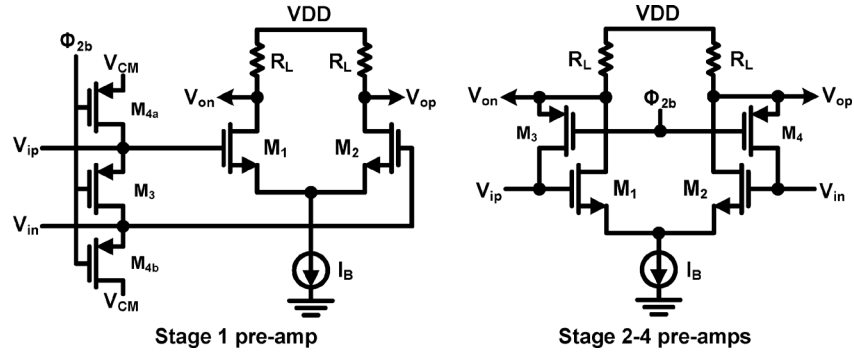 VDD
Φ2b
VCM
RL
RL
Von
Vop
M4a
Vip
M1
M2
M3
Vin
M4b
IB
VCM
Stage 1 pre-amp
VDD
RL
RL
Von
Vop
Φ2b
M3
M4
Vip
M1
M2
Vin
IB
Stage 2-4 pre-amps